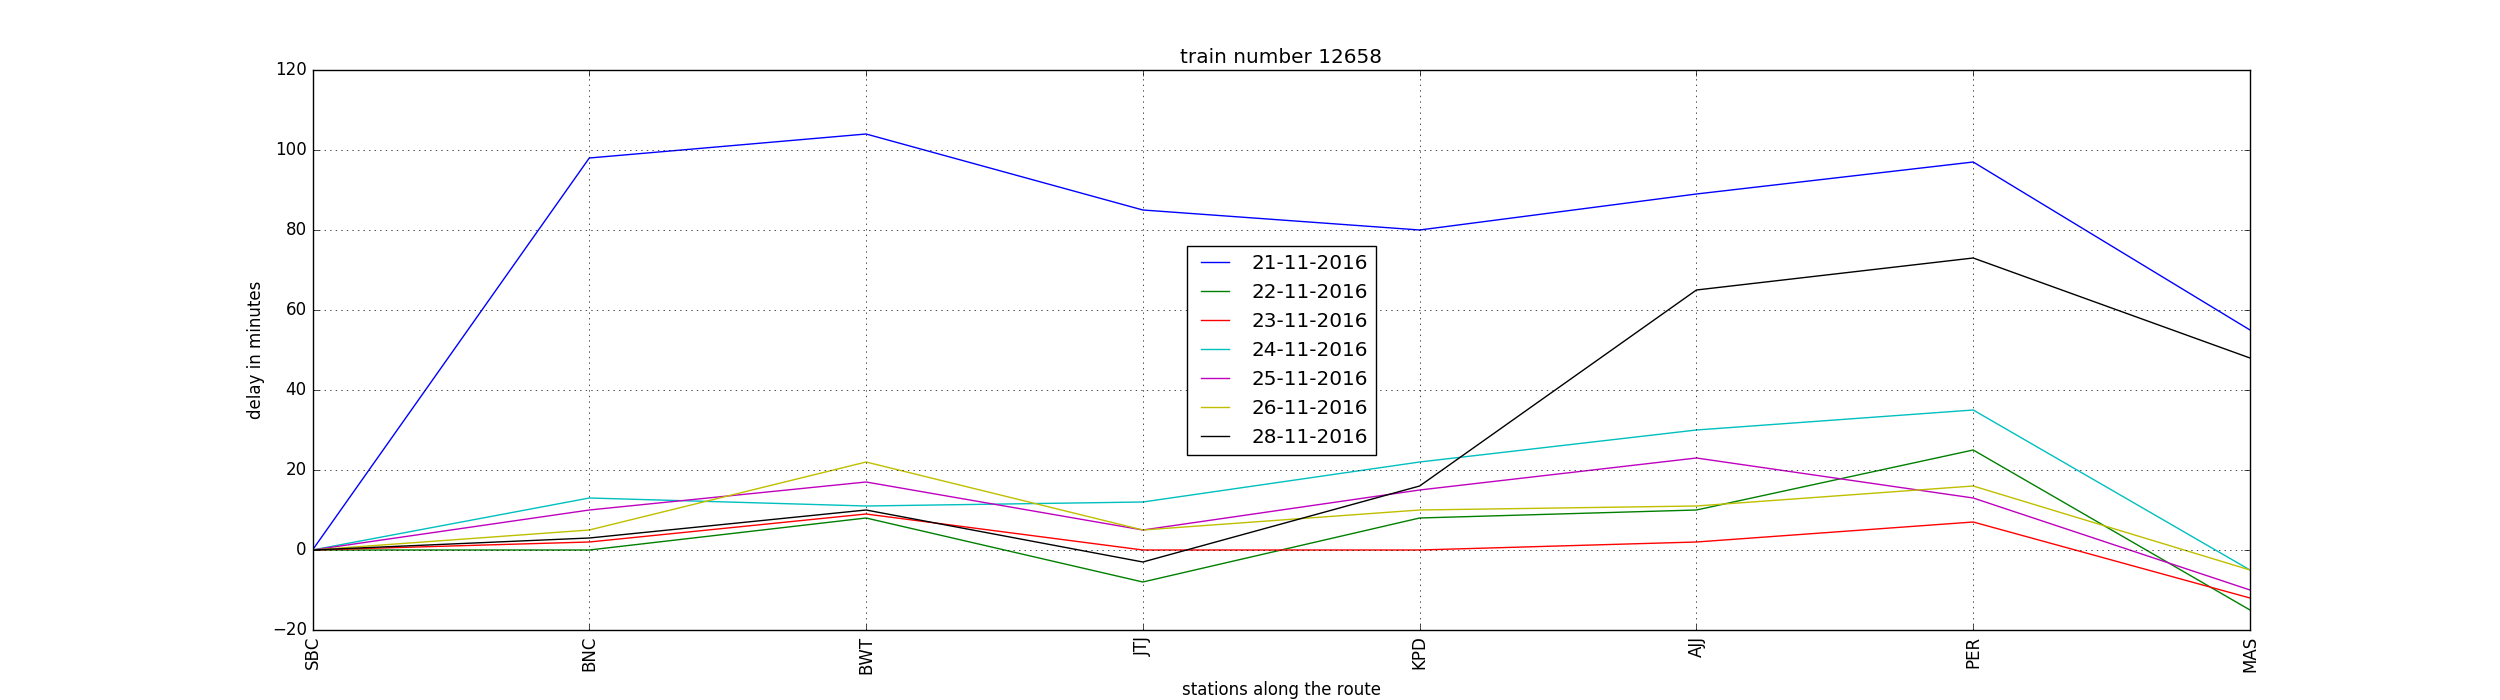 train number 12658
120
100
80
60
40
20
0
−20
delay in minutes
21-11-2016
22-11-2016
23-11-2016
24-11-2016
25-11-2016
26-11-2016
28-11-2016
SBC
BNC
BWT
JTJ
KPD
AJJ
PER
MAS
stations along the route